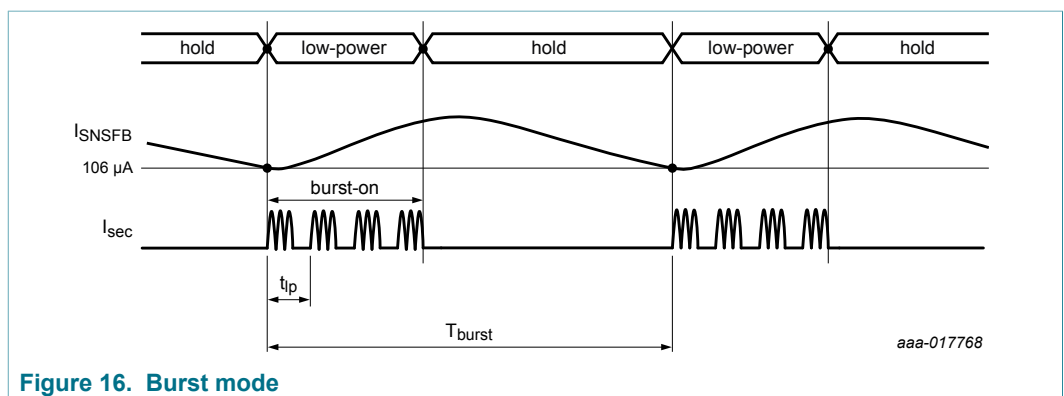 hold low-power hold low-power hold
ISNSFB
106 µA
burst-on
Isec
tlp
Tburst
aaa-017768
Figure 16. Burst mode